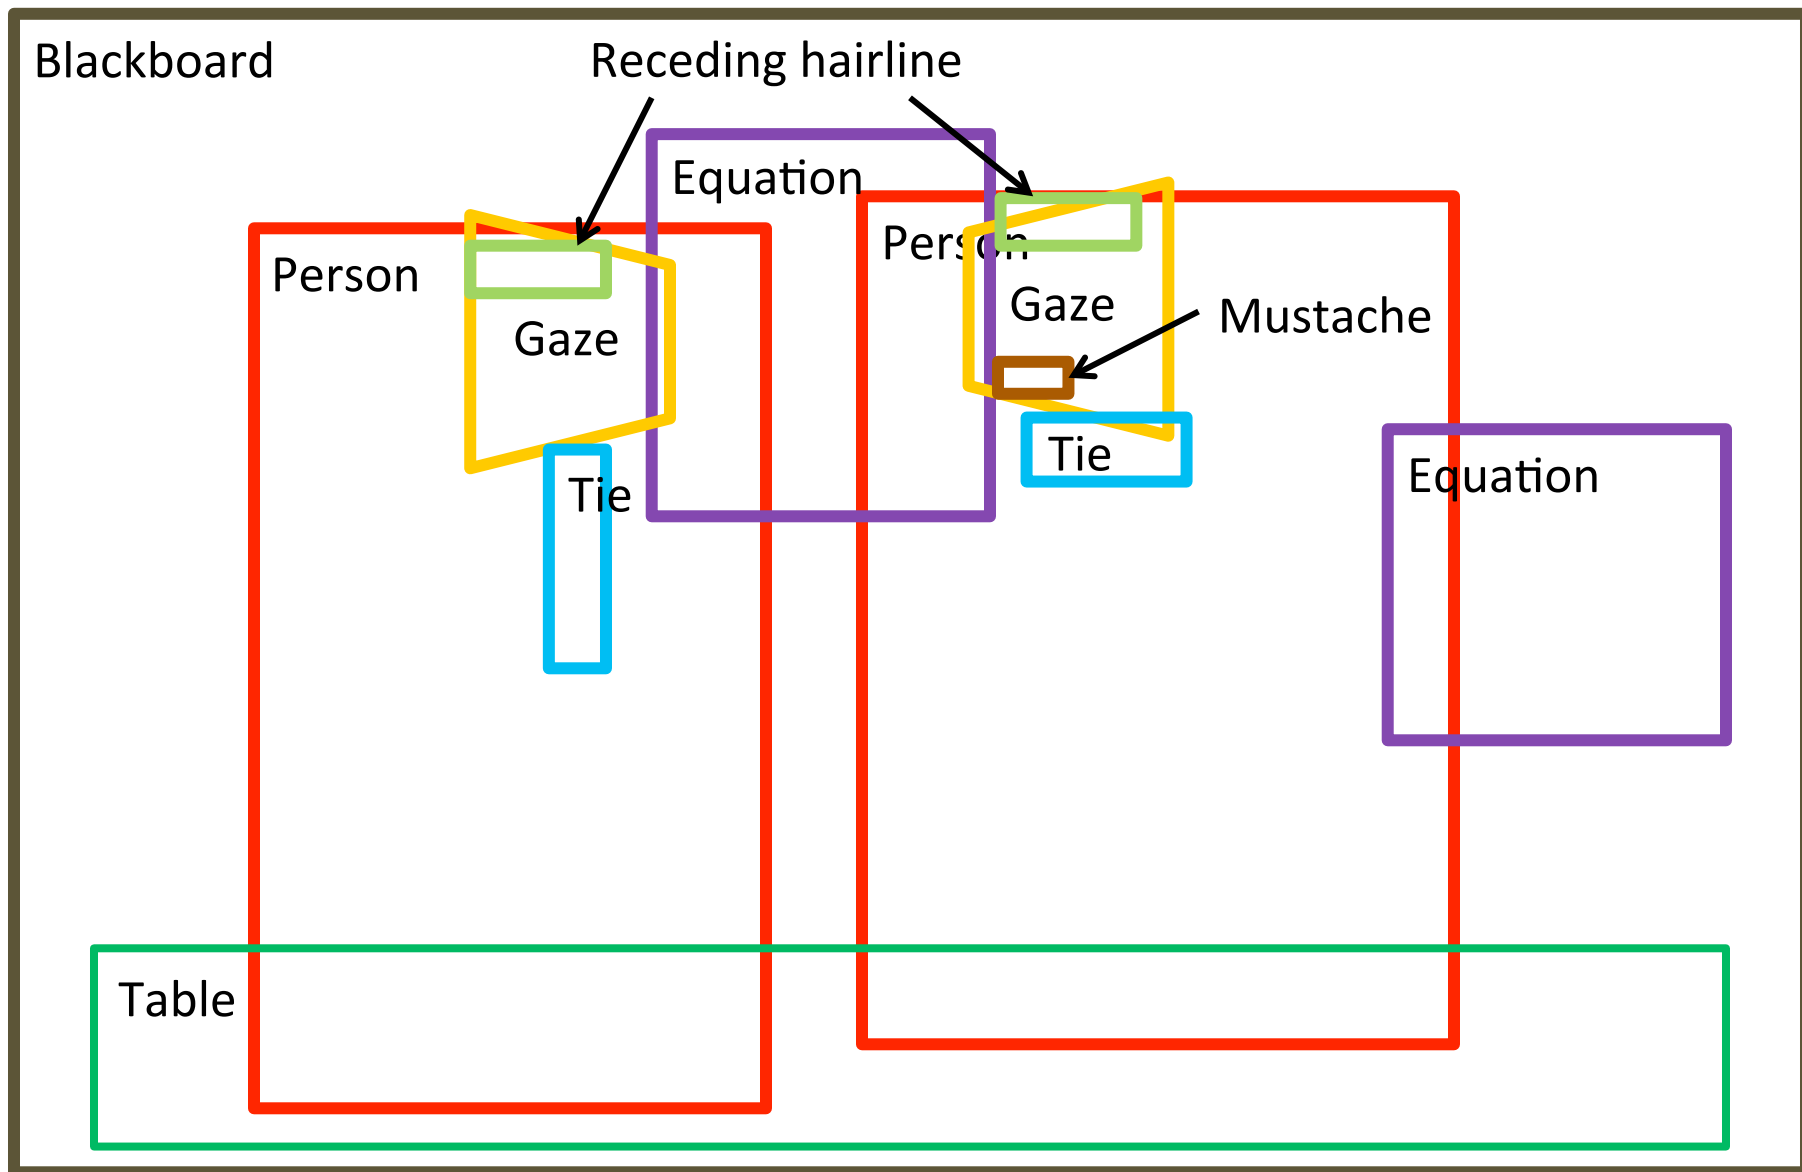 Blackboard
Receding hairline
Equation
Person
Person
Gaze
Gaze
Mustache
Tie
Tie
Equation
Table